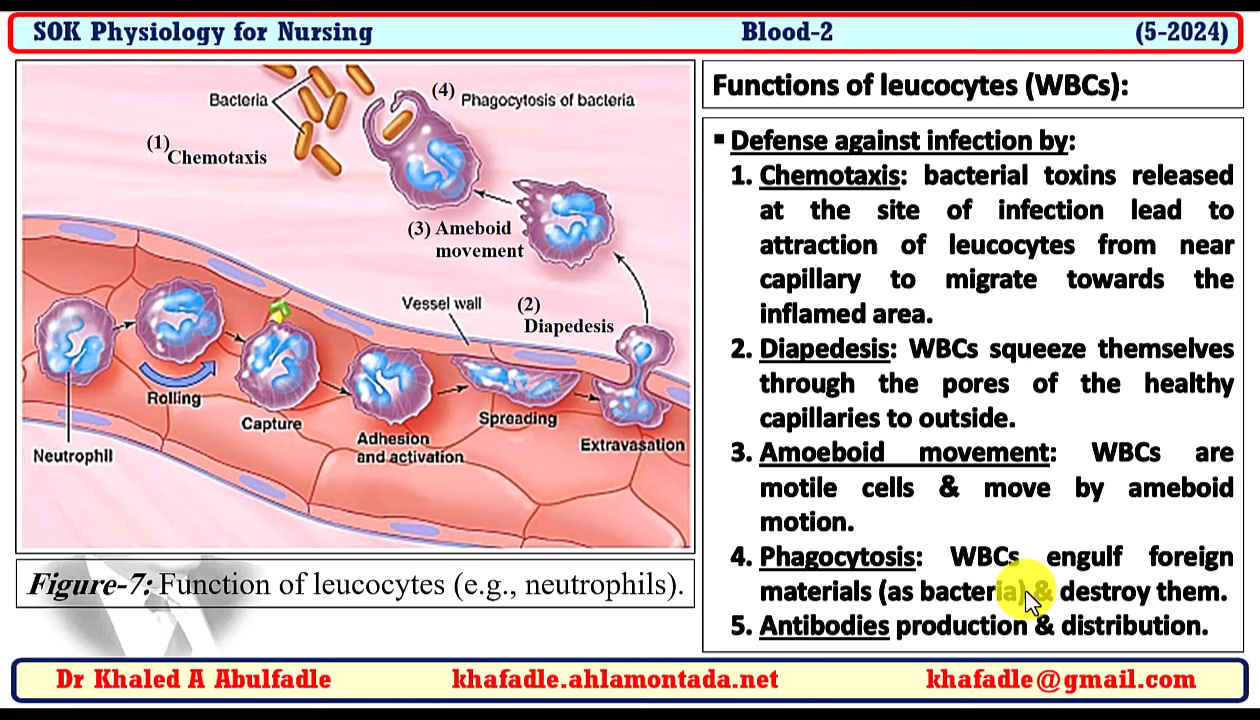 SOK Physiology for Nursing Blood-2 (5-2024)
Bacteria
(4) Phagocytosis of bacteria
(1)
Chemotaxis
(3) Ameboid
movement
Vessel wall
(2)
Diapedesis
Rolling
Capture
Spreading
Adhesion
and activation
Extravasation
Neutrophil
Figure-7: Function of leucocytes (e.g., neutrophils).
Functions of leucocytes (WBCs):
▪ Defense against infection by:
1. Chemotaxis: bacterial toxins released
at the site of infection lead to
attraction of leucocytes from near
capillary to migrate towards the
inflamed area.
2. Diapedesis: WBCs squeeze themselves
through the pores of the healthy
capillaries to outside.
3. Amoeboid movement: WBCs are
motile cells & move by ameboid
motion.
4. Phagocytosis: WBCs engulf foreign
materials (as bacteria) & destroy them.
5. Antibodies production & distribution.
Dr Khaled A Abulfadle khafadle.ahlamontada.net khafadle@gmail.com